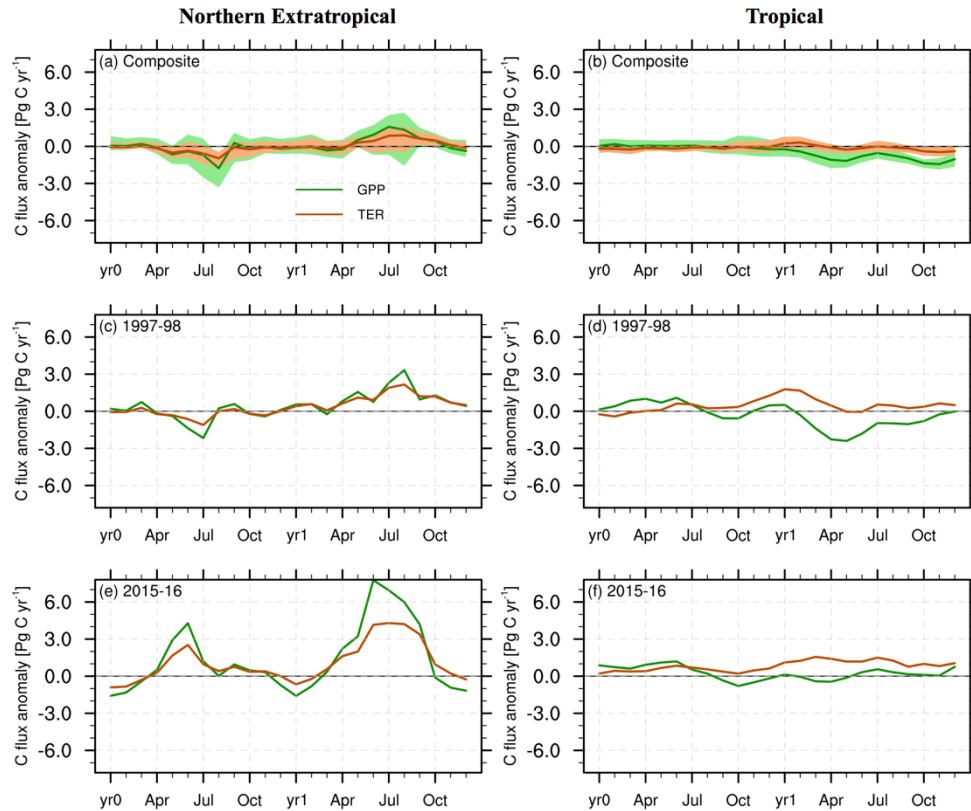 Northern Extratropical
Tropical
(a) Composite
C flux anomaly [Pg C yr⁻¹]
6.0
3.0
0.0
-3.0
-6.0
GPP
TER
yr0 Apr Jul Oct yr1 Apr Jul Oct
(b) Composite
C flux anomaly [Pg C yr⁻¹]
6.0
3.0
0.0
-3.0
-6.0
yr0 Apr Jul Oct yr1 Apr Jul Oct
(c) 1997-98
C flux anomaly [Pg C yr⁻¹]
6.0
3.0
0.0
-3.0
-6.0
yr0 Apr Jul Oct yr1 Apr Jul Oct
(d) 1997-98
C flux anomaly [Pg C yr⁻¹]
6.0
3.0
0.0
-3.0
-6.0
yr0 Apr Jul Oct yr1 Apr Jul Oct
(e) 2015-16
C flux anomaly [Pg C yr⁻¹]
6.0
3.0
0.0
-3.0
-6.0
yr0 Apr Jul Oct yr1 Apr Jul Oct
(f) 2015-16
C flux anomaly [Pg C yr⁻¹]
6.0
3.0
0.0
-3.0
-6.0
yr0 Apr Jul Oct yr1 Apr Jul Oct